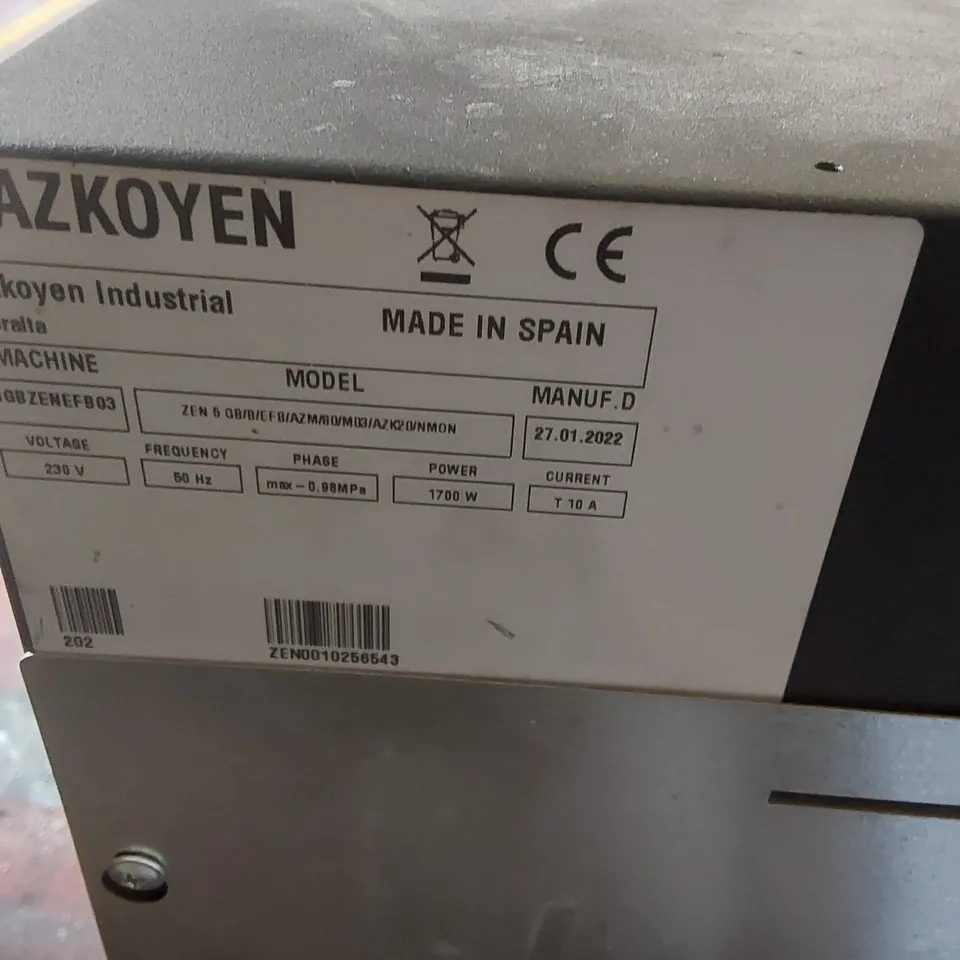 AZKOYEN
CE
koyen Industrial
ralta
MADE IN SPAIN
MACHINE MODEL MANUF.D
GBZENEFB03 ZEN 5 GB/B/EFB/AZM/80/M03/AZK20/NMON 27.01.2022
VOLTAGE FREQUENCY PHASE POWER CURRENT
230 V 50 Hz max-0,98MPa 1700 W T 10 A
202 ZEN0010256543